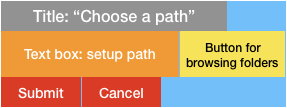 Title: “Choose a path”
Text box: setup path
Button for
browsing folders
Submit
Cancel